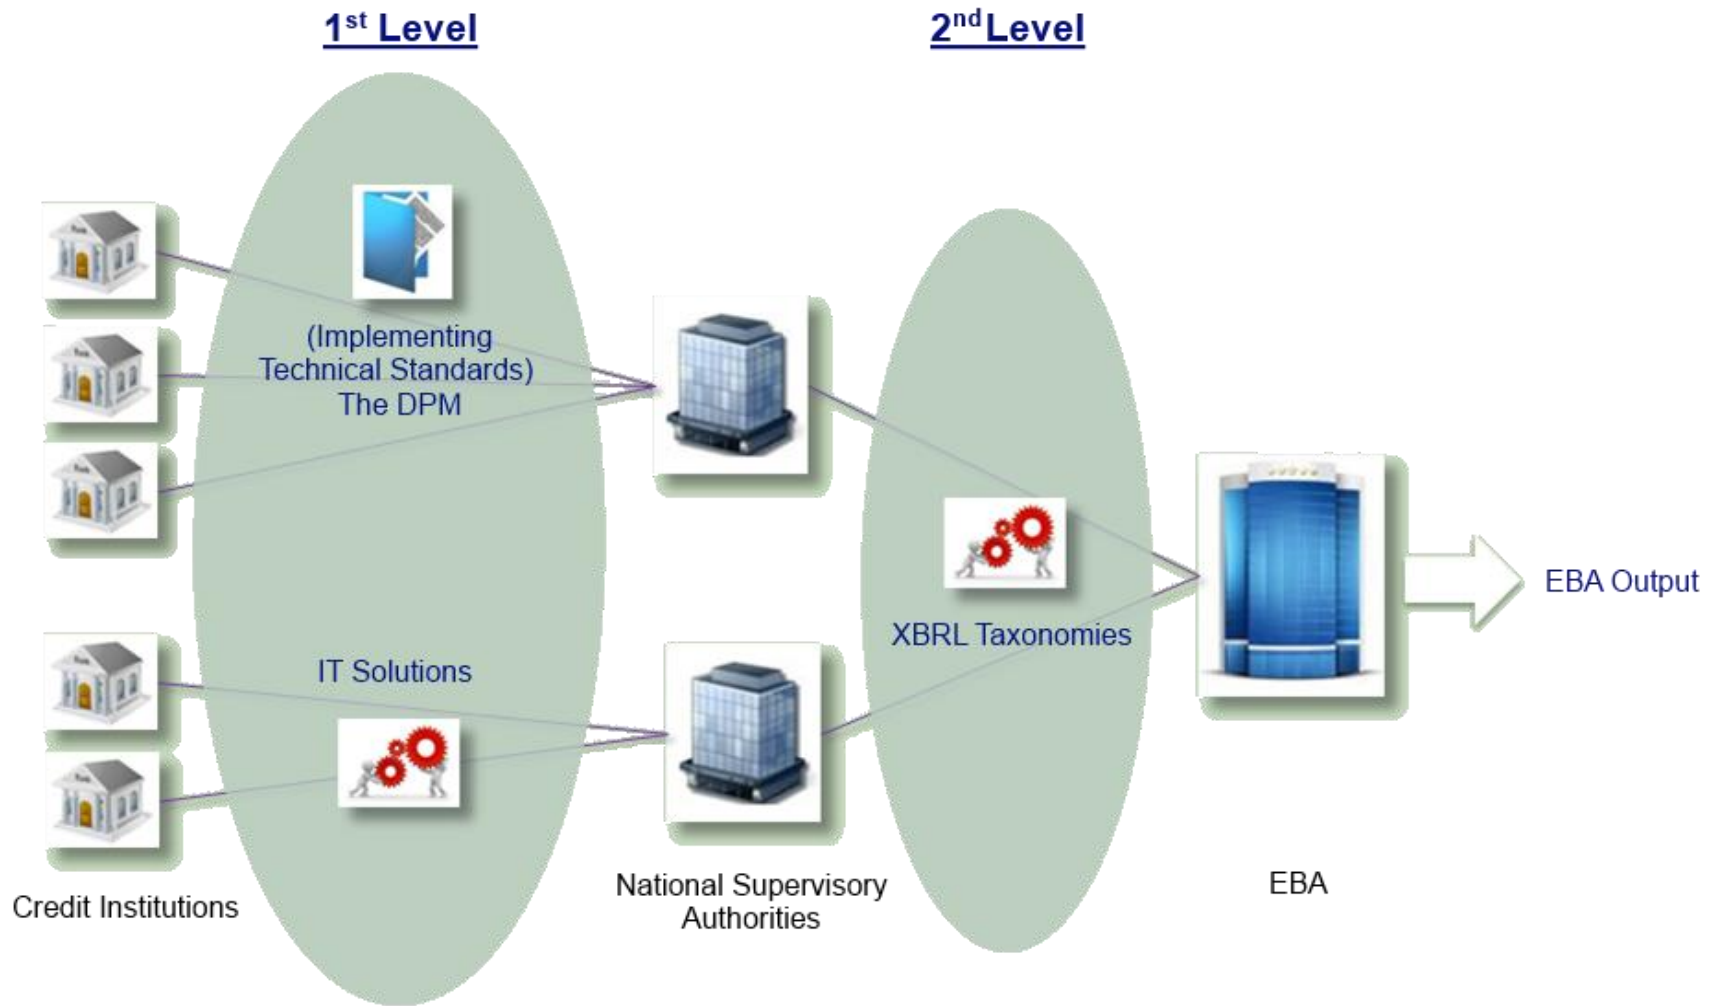 1st Level
2nd Level
(Implementing
Technical Standards)
The DPM
XBRL Taxonomies
EBA Output
IT Solutions
Credit Institutions
National Supervisory
Authorities
EBA